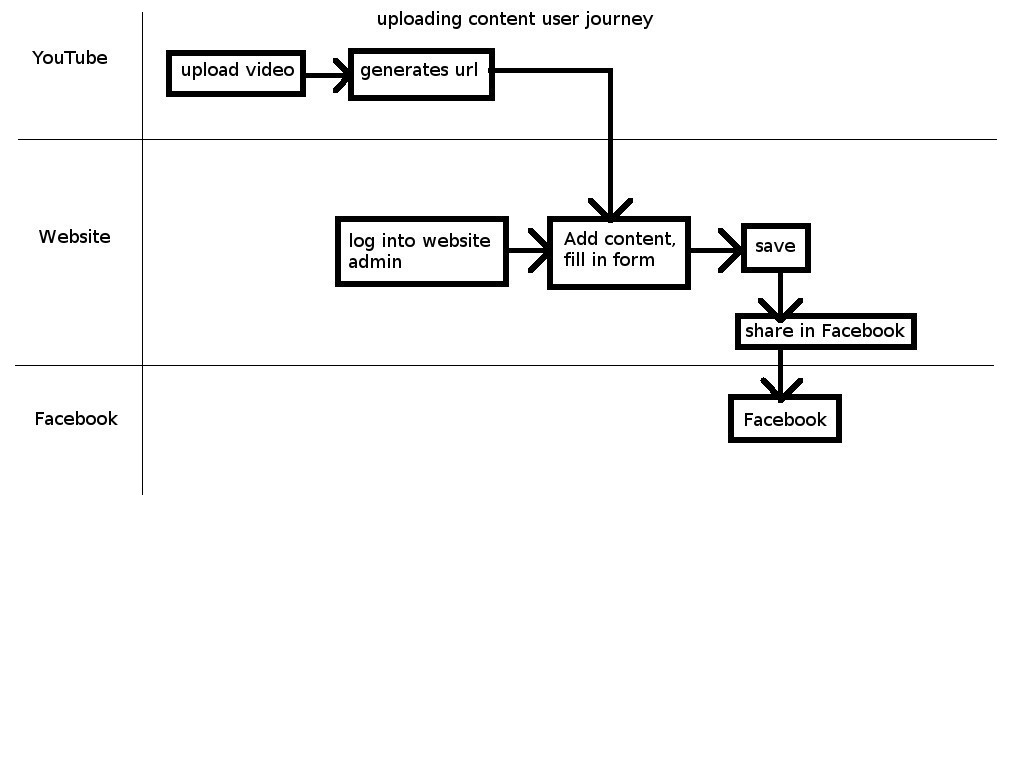 uploading content user journey
YouTube
upload video
generates url
Website
log into website
admin
Add content,
fill in form
save
share in Facebook
Facebook
Facebook